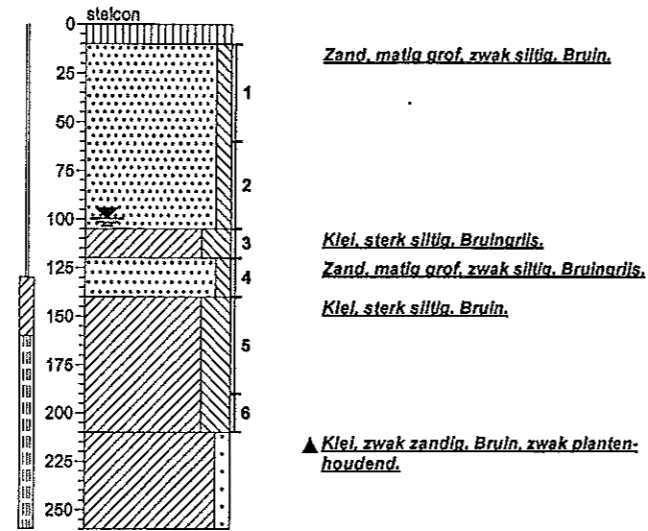 stelcon
0
Zand, matig grof, zwak siltig. Bruin.
25
1
50
75
2
100
3
Klei, sterk siltig. Bruingrijs.
125
4
Zand, matig grof, zwak siltig. Bruingrijs.
150
Klei, sterk siltig. Bruin.
175
5
200
6
225
Klei, zwak zandig. Bruin, zwak planten-
houdend.
250